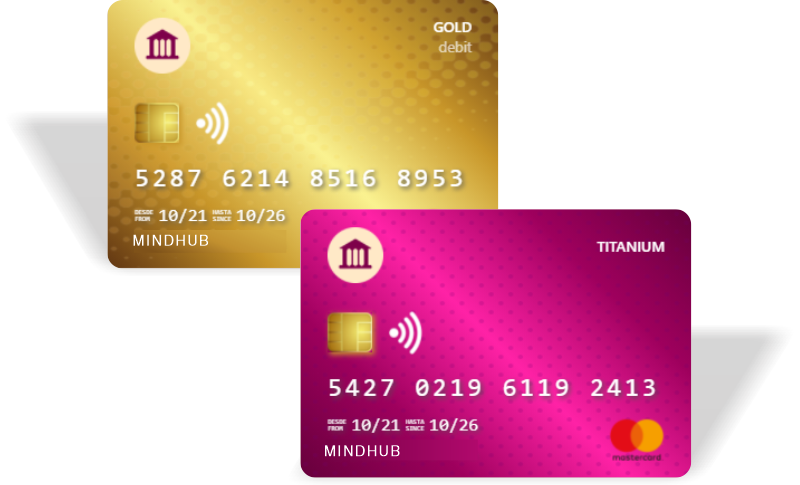 GOLD
debit
5287 6214 8516 8953
DESDE FROM 10/21 HASTA SINCE 10/26
MINDHUB
TITANIUM
5427 0219 6119 2413
DESDE FROM 10/21 HASTA SINCE 10/26
MINDHUB
mastercard